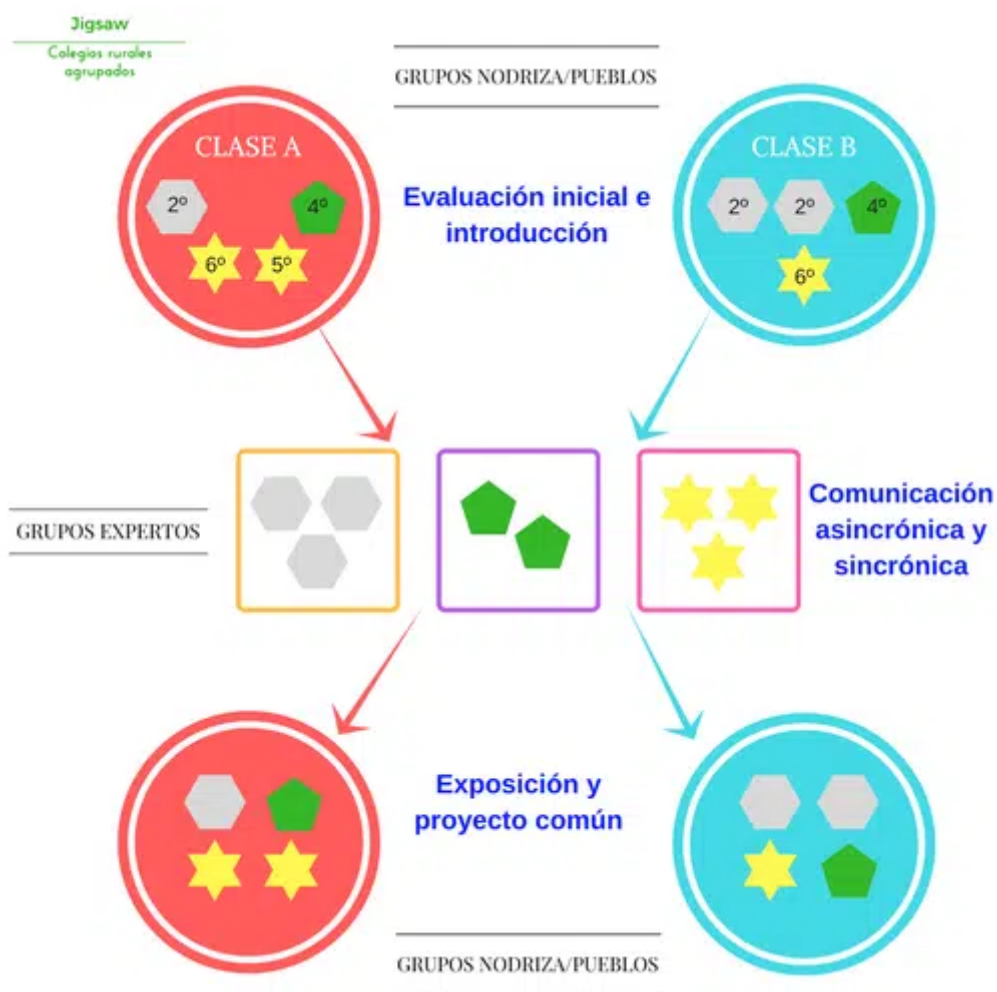 Jigsaw
Colegios rurales
agrupados
GRUPOS NODRIZA/PUEBLOS
CLASE A
2º
4º
6º
5º
Evaluación inicial e
introducción
CLASE B
2º
2º
4º
6º
GRUPOS EXPERTOS
Comunicación
asincrónica y
sincrónica
Exposición y
proyecto común
GRUPOS NODRIZA/PUEBLOS